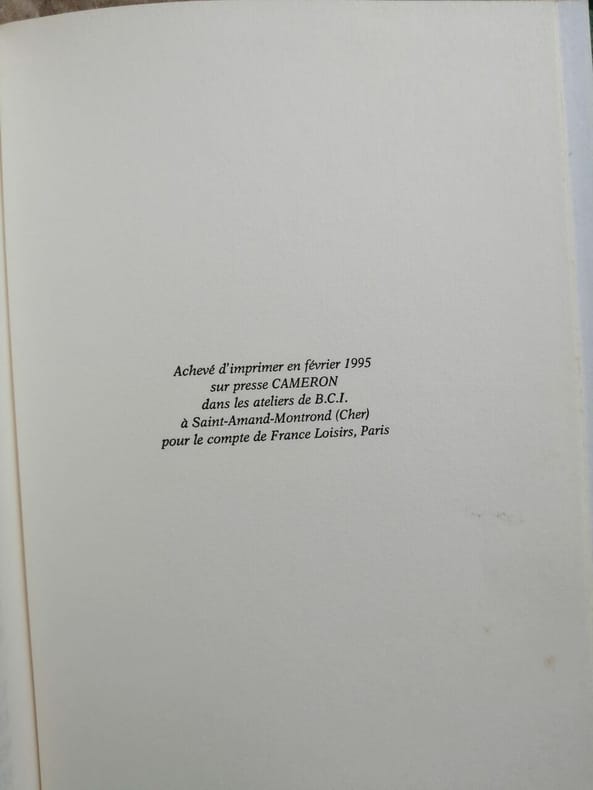 Achevé d'imprimer en février 1995
sur presse CAMERON
dans les ateliers de B.C.I.
à Saint-Amand-Montrond (Cher)
pour le compte de France Loisirs, Paris